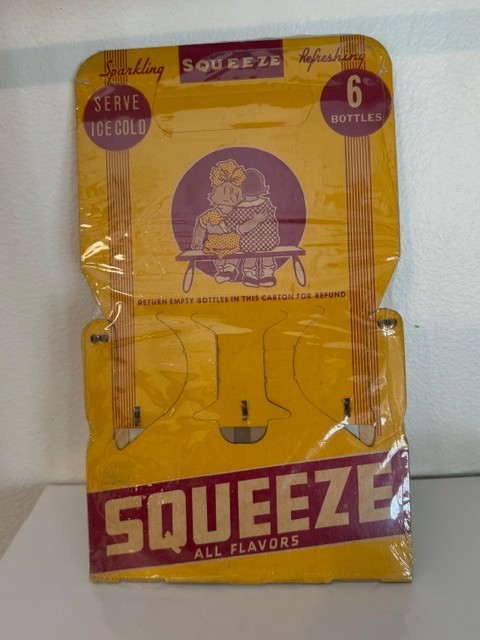 Sparkling SQUEEZE Refreshing
SERVE
ICE COLD
6
BOTTLES
RETURN EMPTY BOTTLES IN THIS CARTON FOR REFUND
SQUEEZE
ALL FLAVORS